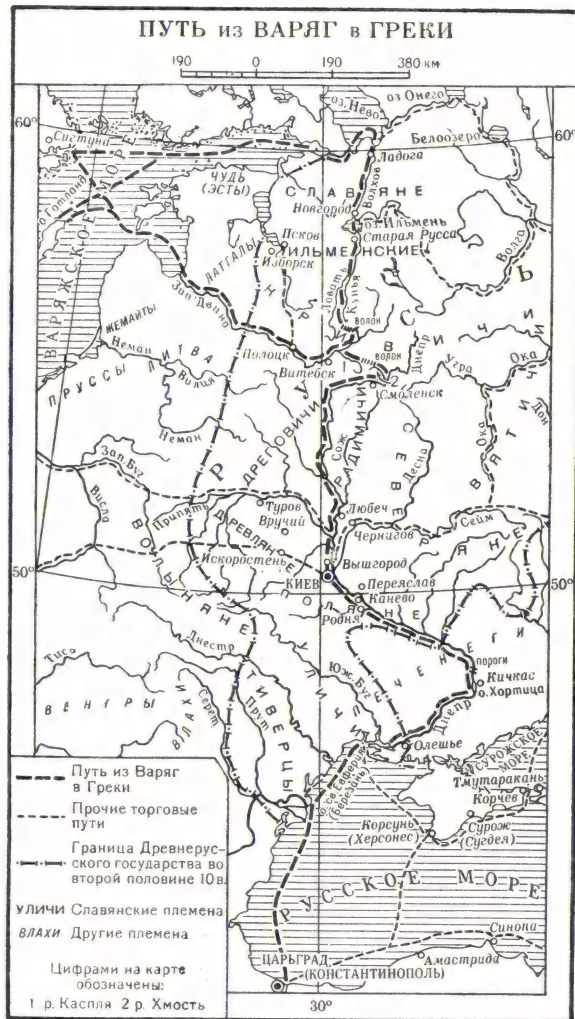 ПУТЬ из ВАРЯГ в ГРЕКИ
190 0 190 380 км
60°
60°
оз. Нево
оз Онего
Белоозеро
Сигтуна
Ладога
ЧУДЬ
(ЭСТЫ)
СЛАВЯНЕ
Волхов
Готланд
ВАРЯЖСКОЕ МОРЕ
Новгород
оз Ильмень
Псков
Старая Русса
Изборск
ИЛЬМЕНСКИЕ
Волга
ЛАТГАЛЫ
Зап Двина
Ловать
Кунья
ЖЕМАЙТЫ
волок
волок
Днепр
КРИВИЧИ
Неман
ЛИТВА
Полоцк
1
Витебск
2
Смоленск
Угра
Ока
ПРУССЫ
Вилия
Неман
РУСЬ
ДРЕГОВИЧИ
Сож
РАДИМИЧИ
Десна
СЕВЕРЯНЕ
Ока
ВЯТИЧИ
Дон
Зап. Буг
Висла
Припять
Туров
Вручий
Любеч
Чернигов
Сейм
ВОЛЫНЯНЕ
ДРЕВЛЯНЕ
Искоростень
Вышгород
50°
КИЕВ
50°
ПОЛЯНЕ
Переяслав
Канево
Родня
Днестр
УЛИЧИ
Юж. Буг
ПЕЧЕНЕГИ
пороги
Кичкас
о. Хортица
Тиса
ВЕНГРЫ
ВЛАХИ
Серет
Прут
ТИВЕРЦЫ
Днепр
Олешье
о. св. Евферия
(Березань)
СУРОЖСКОЕ
МОРЕ
Тмутаракань
Корчев
Корсунь
(Херсонес)
Сурож
(Сугдея)
РУССКОЕ МОРЕ
Синопа
Амастрида
ЦАРЬГРАД
(КОНСТАНТИНОПОЛЬ)
30°
Путь из Варяг
в Греки
Прочие торговые
пути
Граница Древнерус-
ского государства во
второй половине 10 в.
УЛИЧИ Славянские племена
ВЛАХИ Другие племена
Цифрами на карте
обозначены:
1 р. Каспля 2 р. Хмость